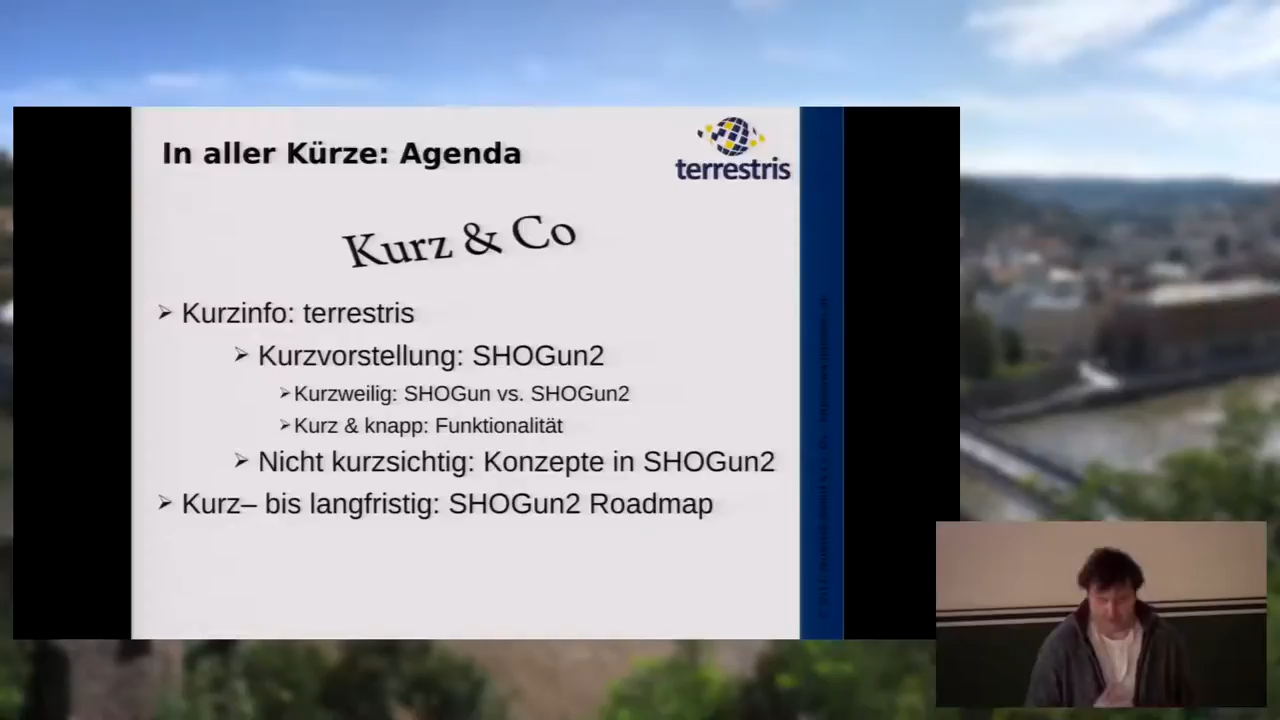 In aller Kürze: Agenda
terrestris
Kurz & Co
Kurzinfo: terrestris
Kurzvorstellung: SHOGun2
Kurzweilig: SHOGun vs. SHOGun2
Kurz & knapp: Funktionalität
Nicht kurzsichtig: Konzepte in SHOGun2
Kurz– bis langfristig: SHOGun2 Roadmap